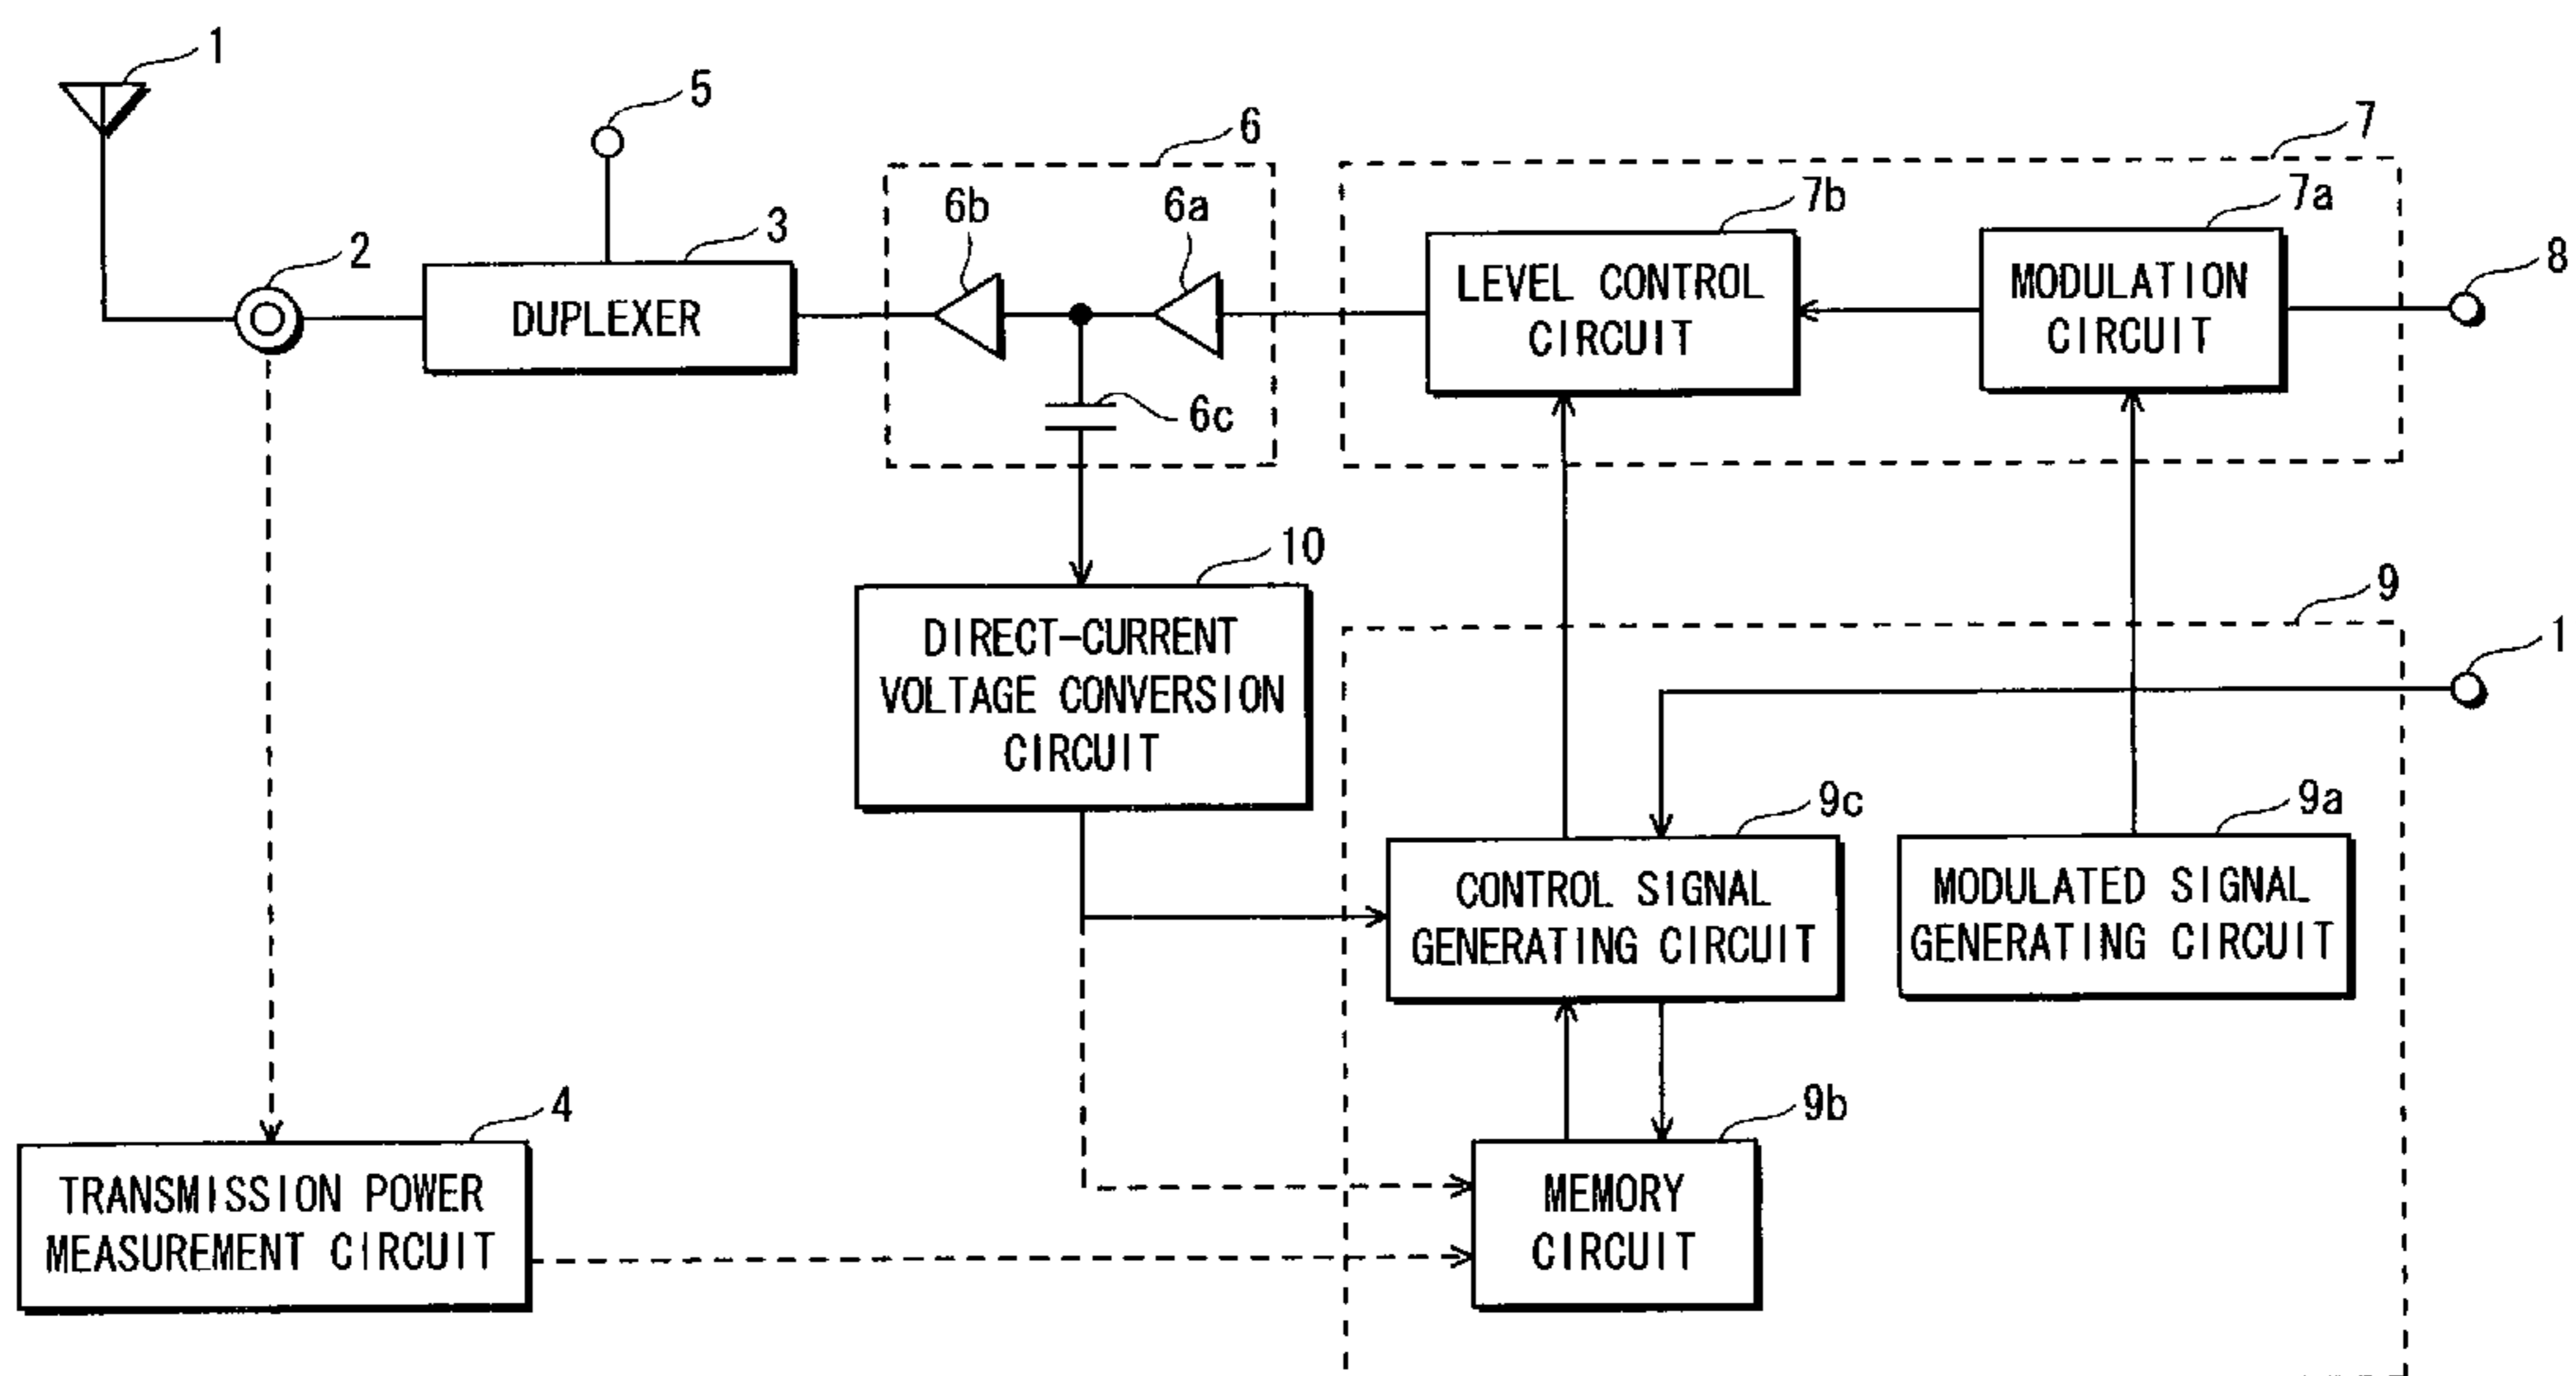 1
5
6
7
6b
6a
7b
7a
2
3
8
DUPLEXER
LEVEL CONTROL
CIRCUIT
MODULATION
CIRCUIT
6c
10
9
1
DIRECT-CURRENT
VOLTAGE CONVERSION
CIRCUIT
9c
9a
CONTROL SIGNAL
GENERATING CIRCUIT
MODULATED SIGNAL
GENERATING CIRCUIT
4
9b
TRANSMISSION POWER
MEASUREMENT CIRCUIT
MEMORY
CIRCUIT